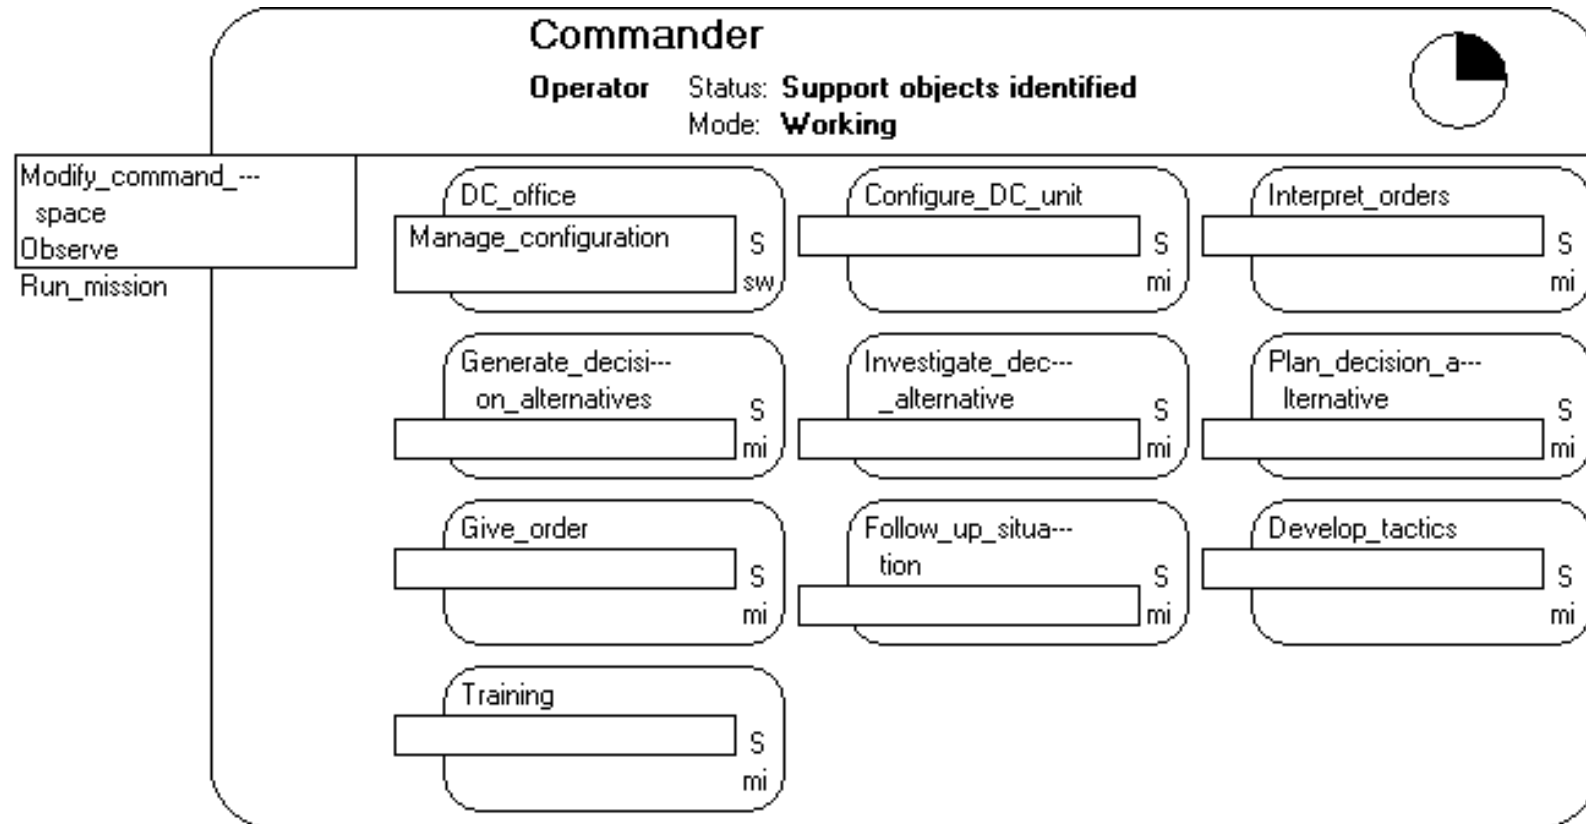 Commander
Operator Status: Support objects identified
Mode: Working
Modify_command_---
space
Observe
Run_mission
DC_office
Manage_configuration
S
sw
Configure_DC_unit
S
mi
Interpret_orders
S
mi
Generate_decisi---
on_alternatives
S
mi
Investigate_dec---
_alternative
S
mi
Plan_decision_a---
lternative
S
mi
Give_order
S
mi
Follow_up_situa---
tion
S
mi
Develop_tactics
S
mi
Training
S
mi